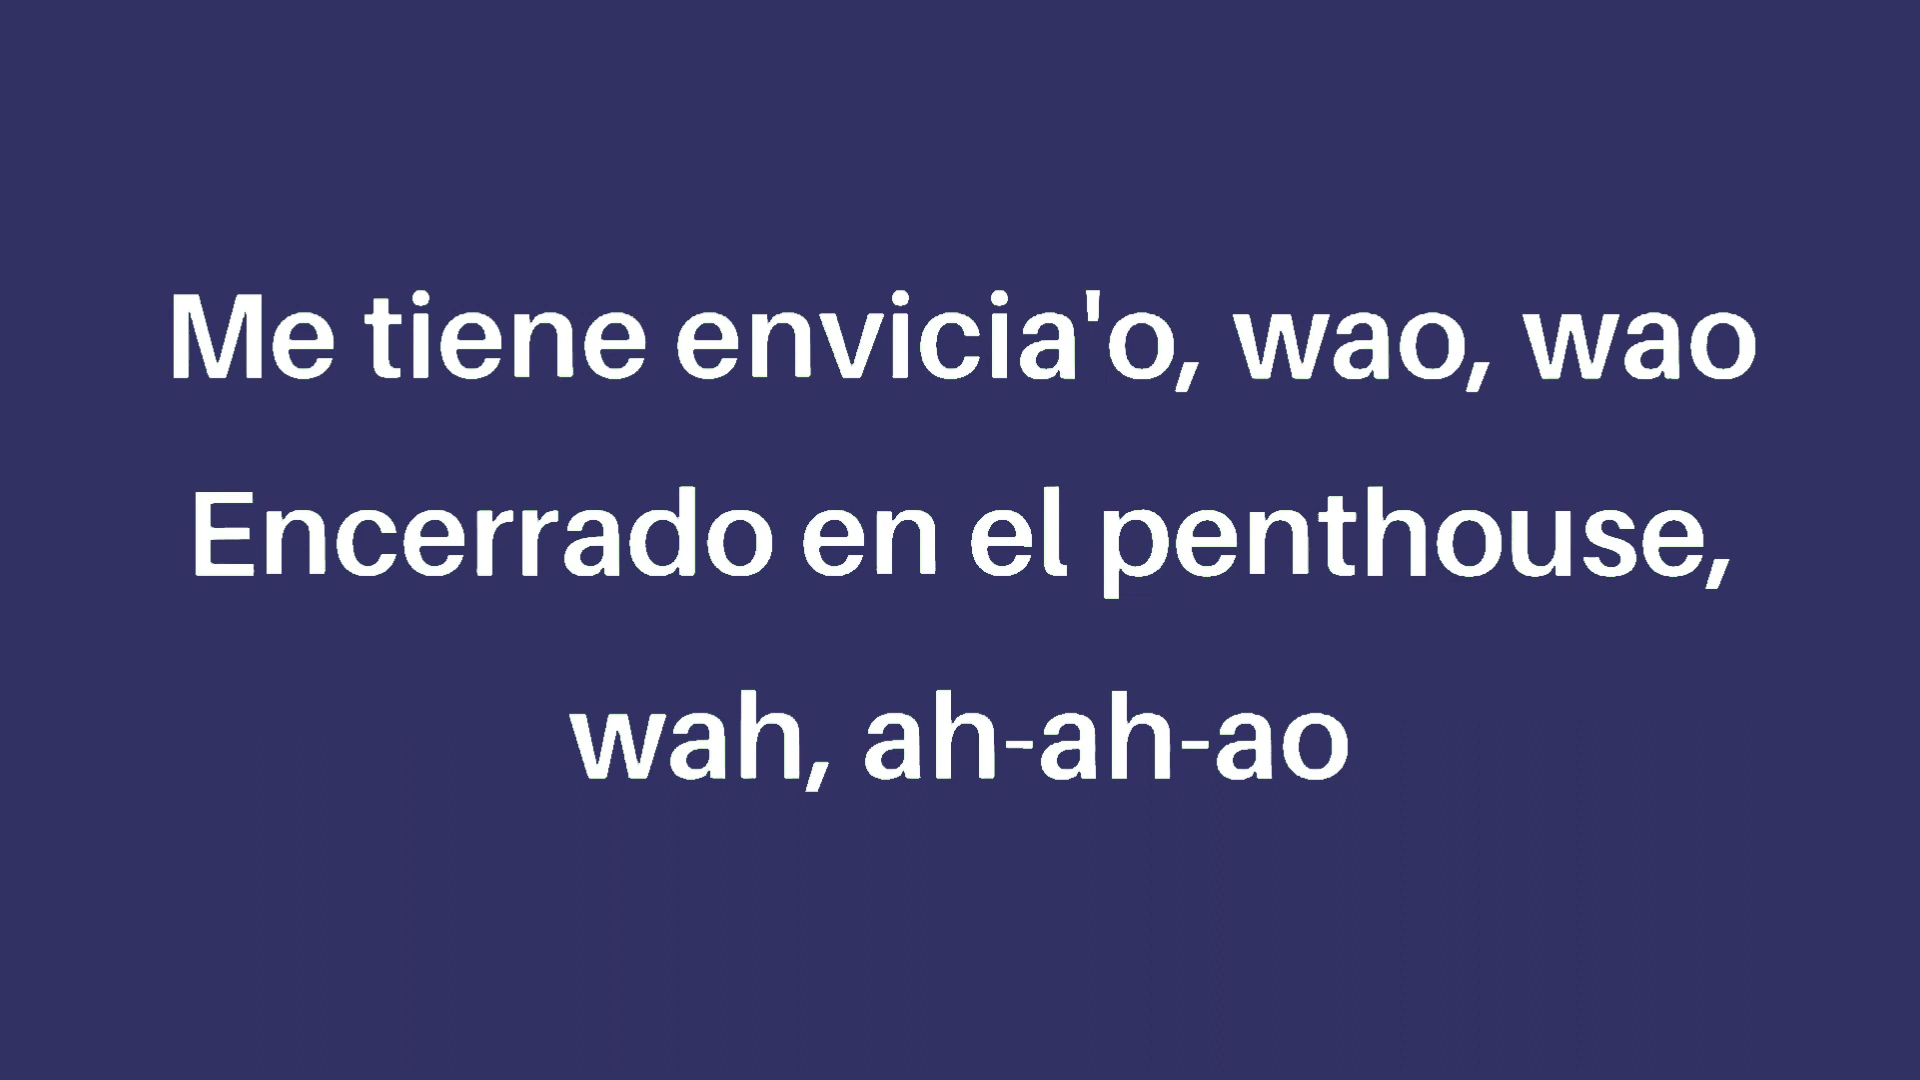 Me tiene envicia'o, wao, wao
Encerrado en el penthouse,
wah, ah-ah-ao